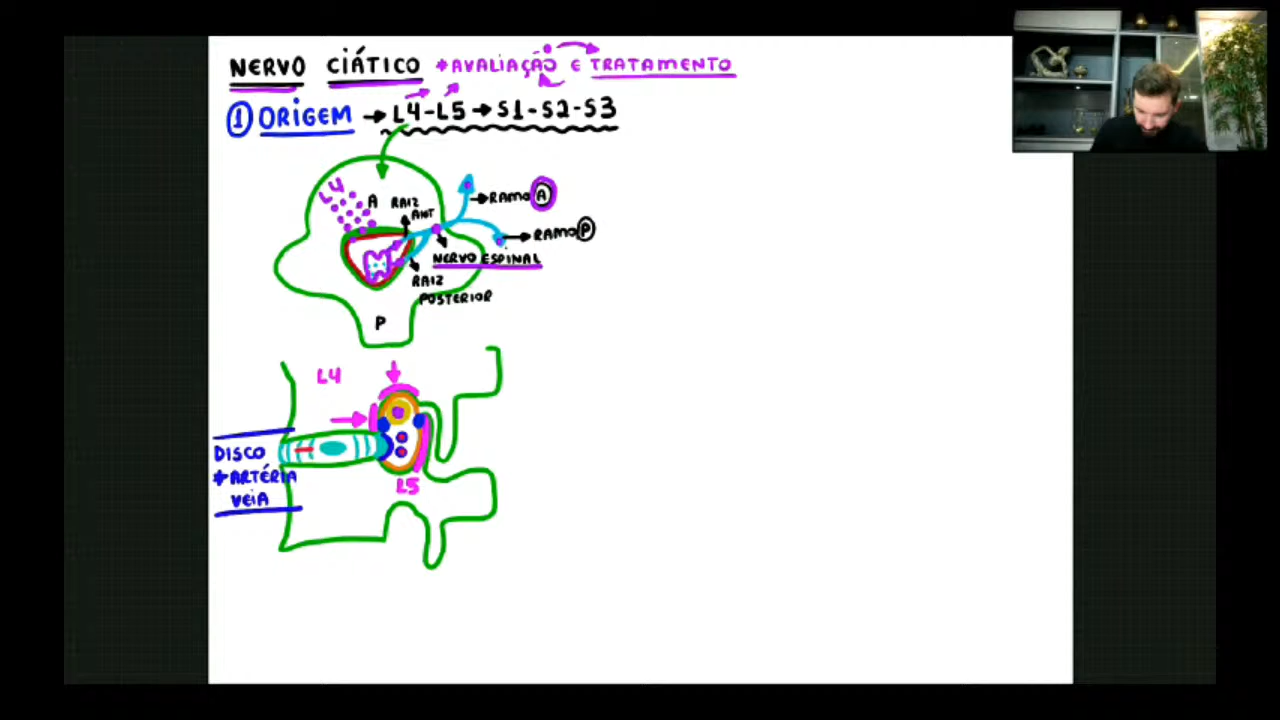 NERVO CIÁTICO +AVALIAÇÃO E TRATAMENTO
1 ORIGEM → L4-L5 → S1-S2-S3
L4
A
RAIZ
ANT
→RAMO A
→RAMO P
NERVO ESPINAL
RAIZ
POSTERIOR
P
L4
DISCO
+ARTÉRIA
VEIA
L5